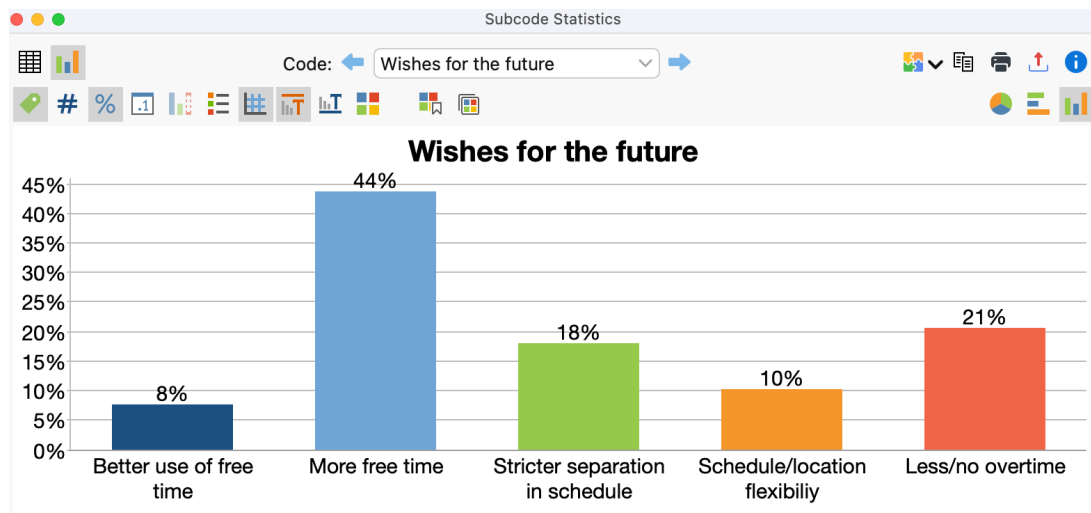 Subcode Statistics
Code:
Wishes for the future
#
%
.1
T
T
i
Wishes for the future
45%
40%
35%
30%
25%
20%
15%
10%
5%
0%
8%
44%
18%
10%
21%
Better use of free
time
More free time
Stricter separation
in schedule
Schedule/location
flexibiliy
Less/no overtime